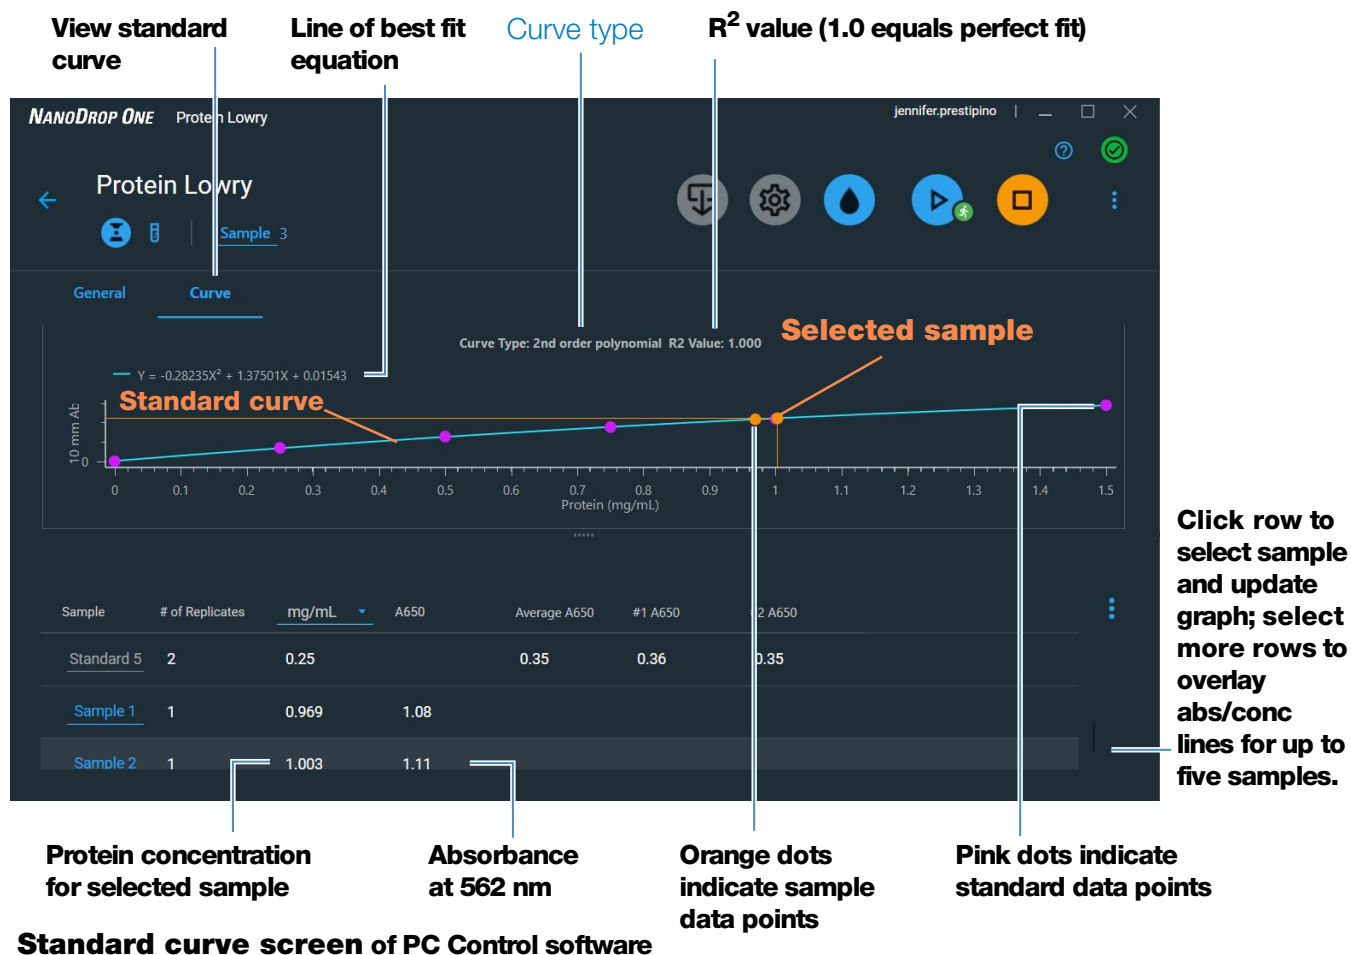 View standard curve
Line of best fit equation
Curve type
R² value (1.0 equals perfect fit)
NANODROP ONE Protein Lowry
jennifer.prestipino
Protein Lowry
Sample 3
General Curve
Curve Type: 2nd order polynomial R2 Value: 1.000
Selected sample
Y = -0.28235X² + 1.37501X + 0.01543
Standard curve
10 mm Ab
0
0 0.1 0.2 0.3 0.4 0.5 0.6 0.7 0.8 0.9 1 1.1 1.2 1.3 1.4 1.5
Protein (mg/mL)
Sample # of Replicates mg/mL A650 Average A650 #1 A650 #2 A650
Standard 5 2 0.25 0.35 0.36 0.35
Sample 1 1 0.969 1.08
Sample 2 1 1.003 1.11
Click row to
select sample
and update
graph; select
more rows to
overlay
abs/conc
lines for up to
five samples.
Protein concentration
for selected sample
Absorbance
at 562 nm
Orange dots
indicate sample
data points
Pink dots indicate
standard data points
Standard curve screen of PC Control software